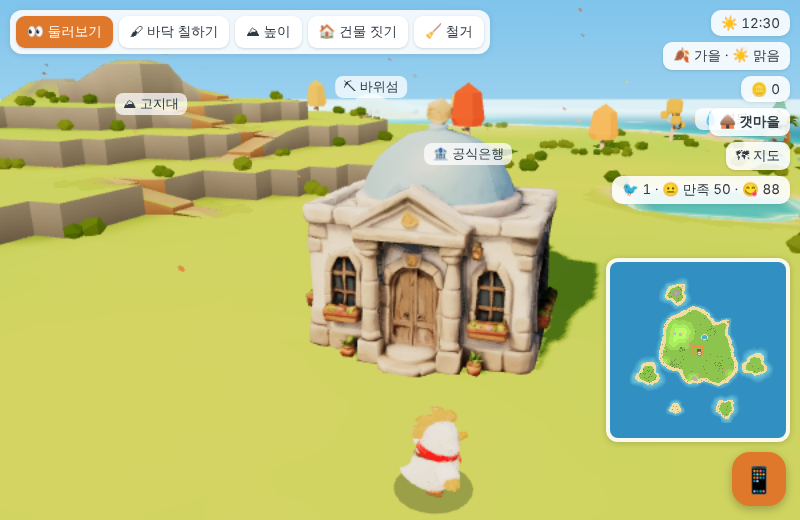 둘러보기
바다 칠하기
높이
건물 짓기
철거
12:30
가을 · 맑음
0
갯마을
지도
1 · 만족 50 · 88
고지대
바위섬
공식은행